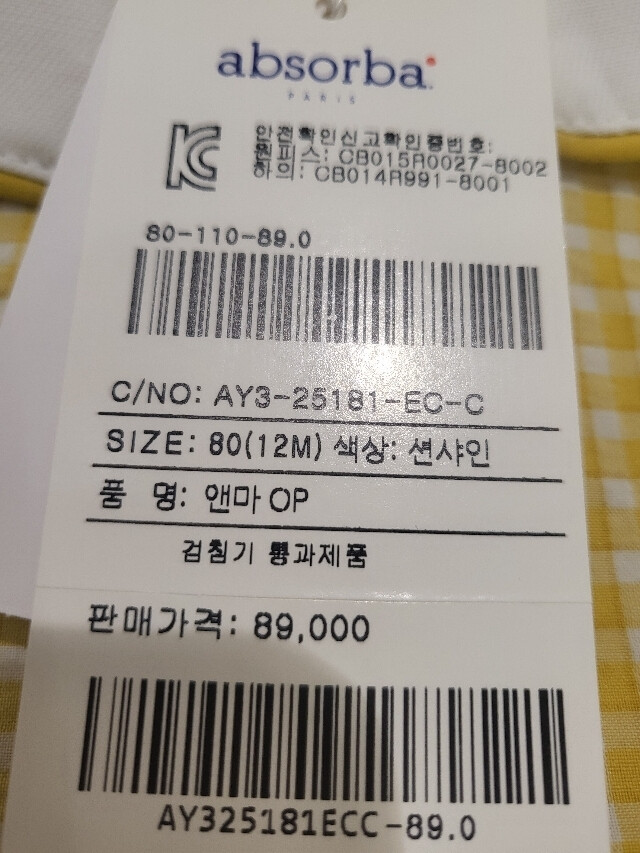 absorba
PARIS
KC
안전확인신고확인증번호:
원피스: CB015R0027-8002
하의: CB014R991-8001
80-110-89.0
C/NO: AY3-25181-EC-C
SIZE: 80(12M) 색상: 션샤인
품 명: 앤마 OP
검침기 통과제품
판매가격: 89,000
AY325181ECC-89.0